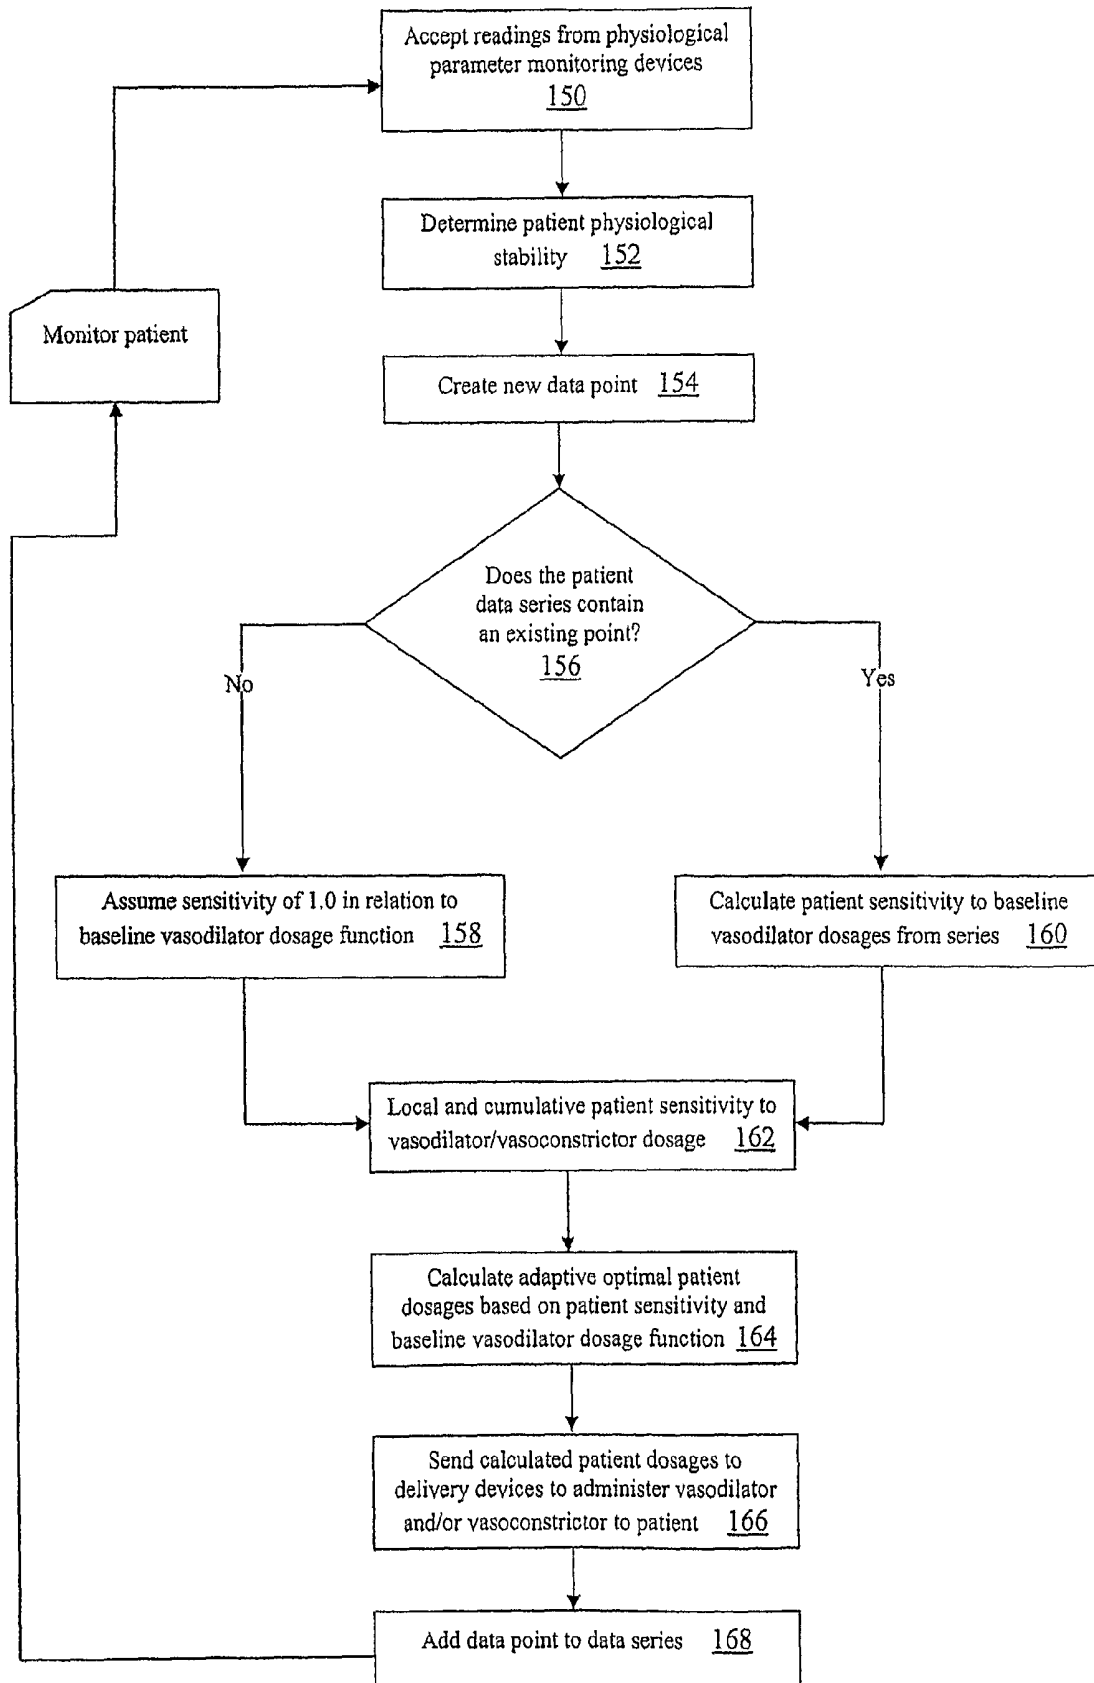 Accept readings from physiological
parameter monitoring devices
150
Determine patient physiological
stability 152
Monitor patient
Create new data point 154
Does the patient
data series contain
an existing point?
156
No
Yes
Assume sensitivity of 1.0 in relation to
baseline vasodilator dosage function 158
Calculate patient sensitivity to baseline
vasodilator dosages from series 160
Local and cumulative patient sensitivity to
vasodilator/vasoconstrictor dosage 162
Calculate adaptive optimal patient
dosages based on patient sensitivity and
baseline vasodilator dosage function 164
Send calculated patient dosages to
delivery devices to administer vasodilator
and/or vasoconstrictor to patient 166
Add data point to data series 168